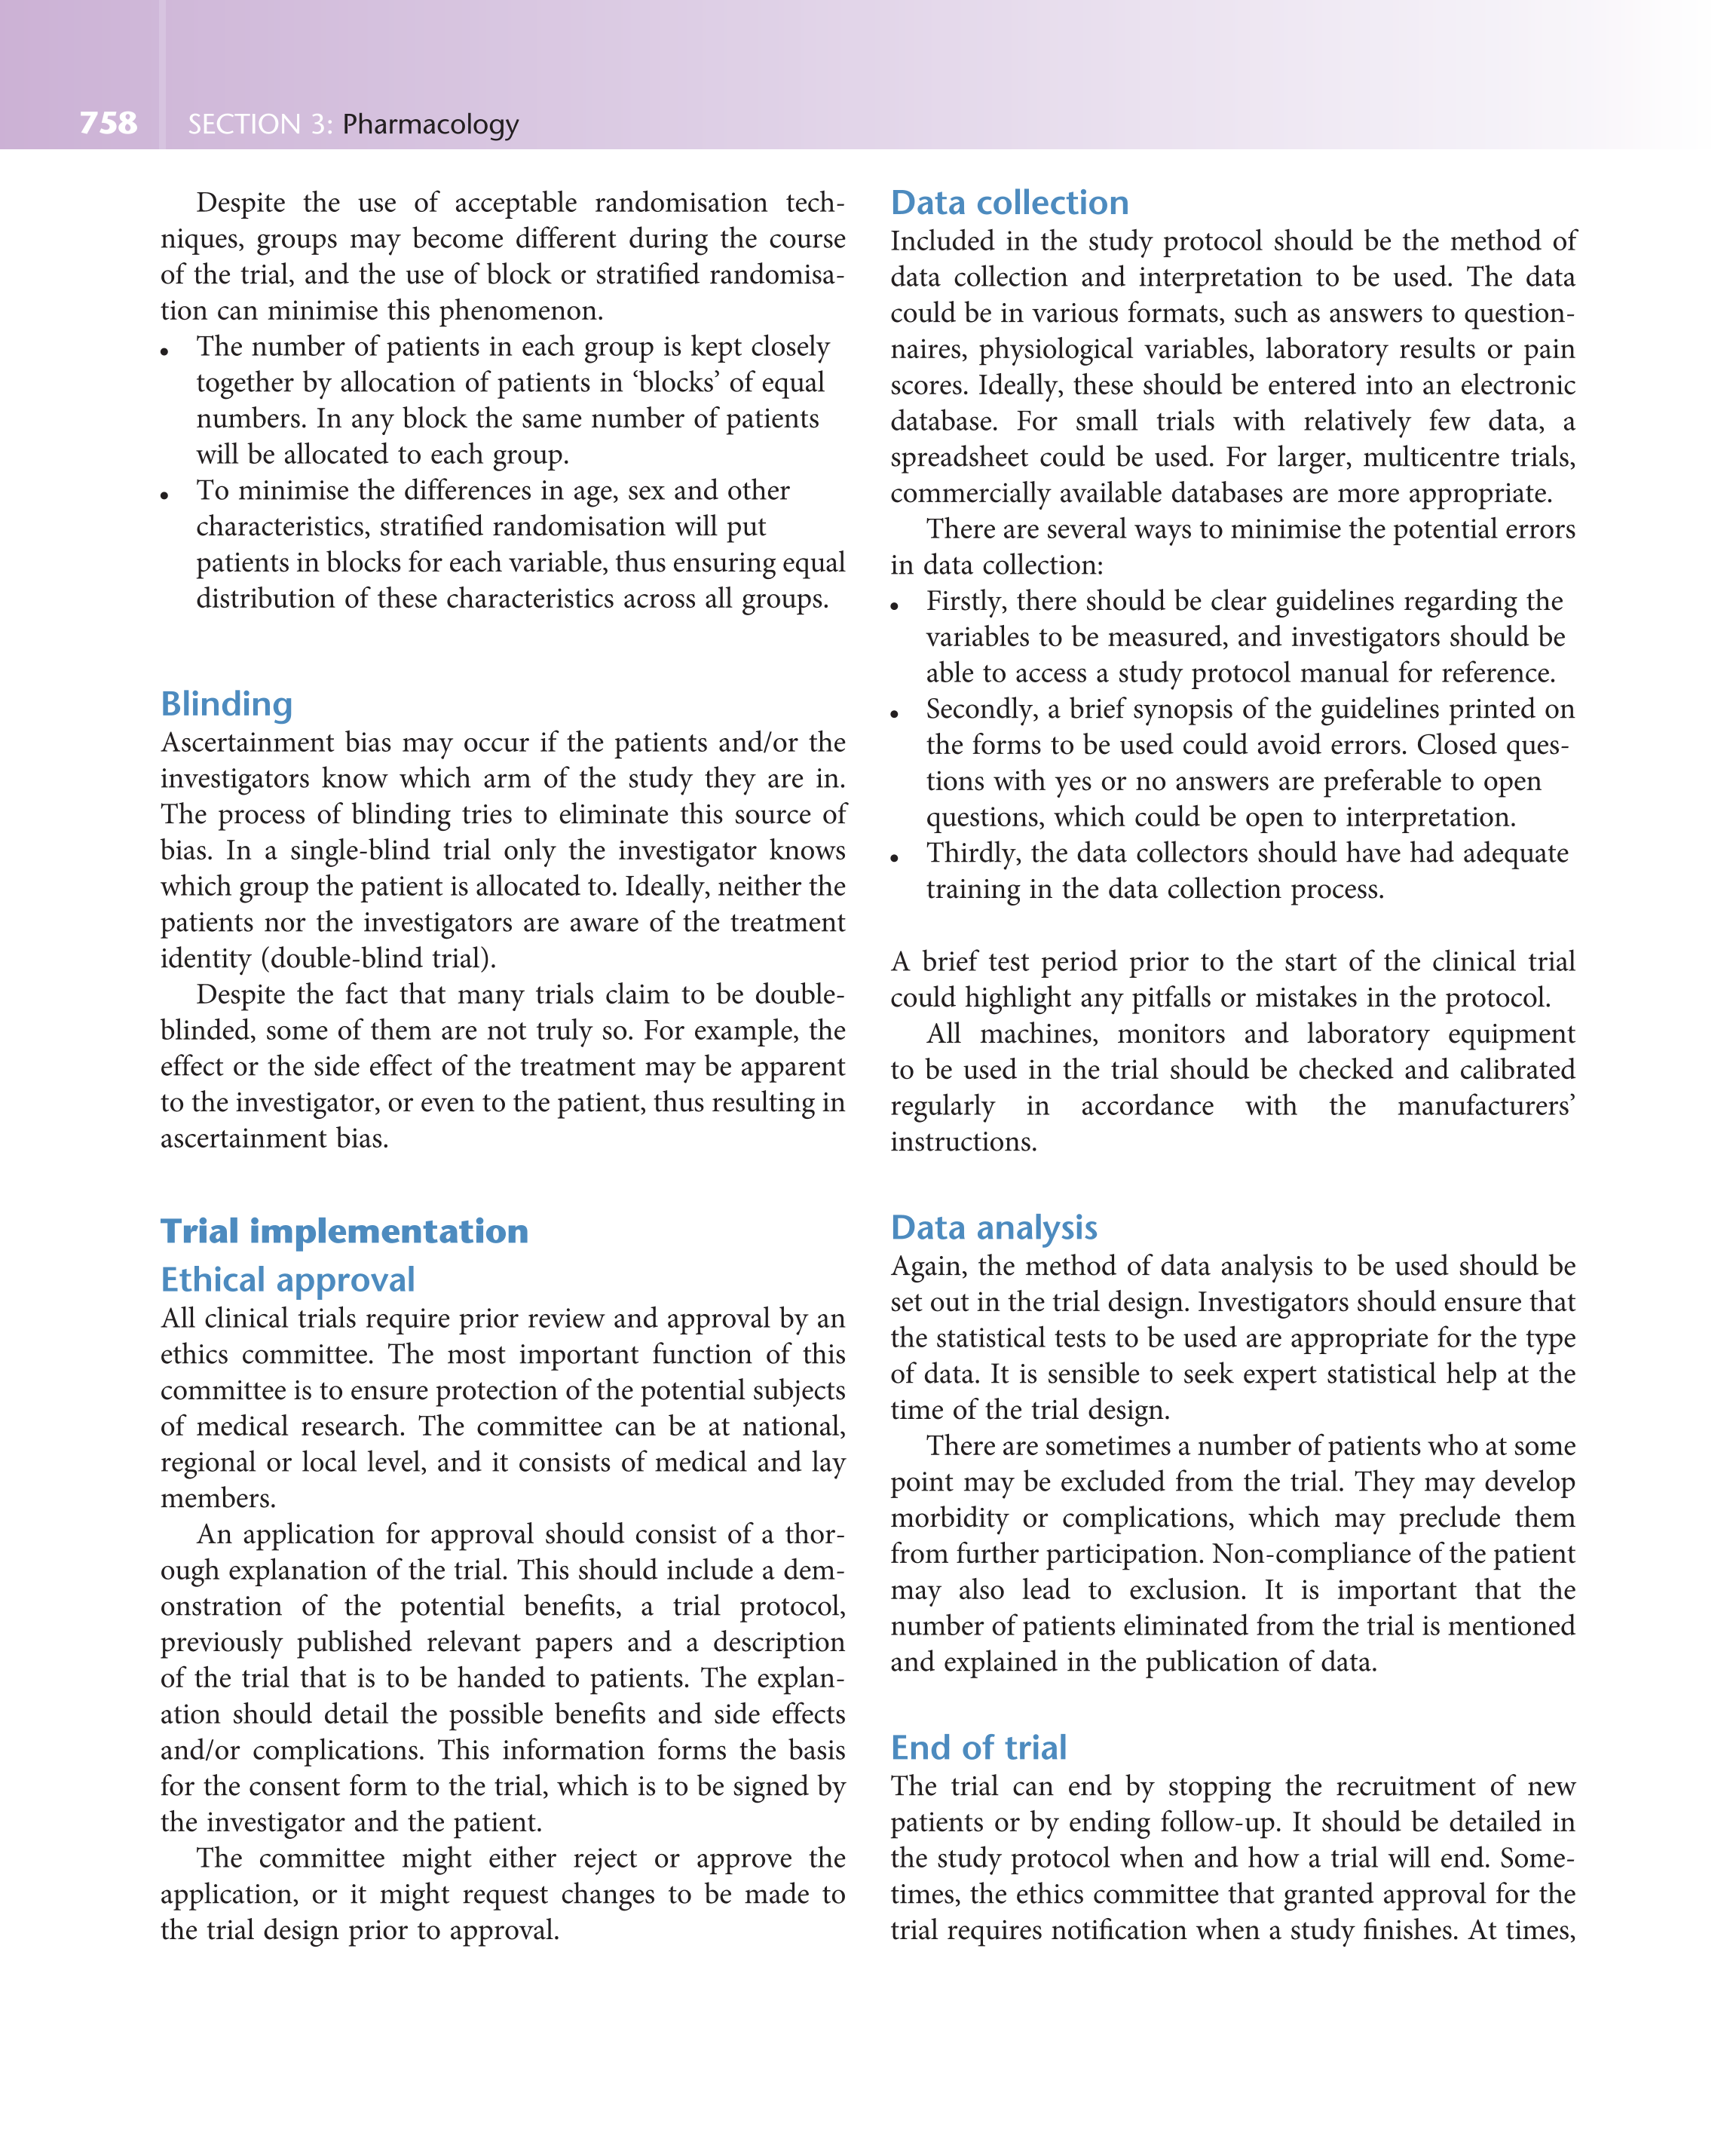 758 SECTION 3: Pharmacology
Despite the use of acceptable randomisation tech-
niques, groups may become different during the course
of the trial, and the use of block or stratified randomisa-
tion can minimise this phenomenon.
• The number of patients in each group is kept closely
together by allocation of patients in ‘blocks’ of equal
numbers. In any block the same number of patients
will be allocated to each group.
• To minimise the differences in age, sex and other
characteristics, stratified randomisation will put
patients in blocks for each variable, thus ensuring equal
distribution of these characteristics across all groups.
Blinding
Ascertainment bias may occur if the patients and/or the
investigators know which arm of the study they are in.
The process of blinding tries to eliminate this source of
bias. In a single-blind trial only the investigator knows
which group the patient is allocated to. Ideally, neither the
patients nor the investigators are aware of the treatment
identity (double-blind trial).
Despite the fact that many trials claim to be double-
blinded, some of them are not truly so. For example, the
effect or the side effect of the treatment may be apparent
to the investigator, or even to the patient, thus resulting in
ascertainment bias.
Trial implementation
Ethical approval
All clinical trials require prior review and approval by an
ethics committee. The most important function of this
committee is to ensure protection of the potential subjects
of medical research. The committee can be at national,
regional or local level, and it consists of medical and lay
members.
An application for approval should consist of a thor-
ough explanation of the trial. This should include a dem-
onstration of the potential benefits, a trial protocol,
previously published relevant papers and a description
of the trial that is to be handed to patients. The explan-
ation should detail the possible benefits and side effects
and/or complications. This information forms the basis
for the consent form to the trial, which is to be signed by
the investigator and the patient.
The committee might either reject or approve the
application, or it might request changes to be made to
the trial design prior to approval.
Data collection
Included in the study protocol should be the method of
data collection and interpretation to be used. The data
could be in various formats, such as answers to question-
naires, physiological variables, laboratory results or pain
scores. Ideally, these should be entered into an electronic
database. For small trials with relatively few data, a
spreadsheet could be used. For larger, multicentre trials,
commercially available databases are more appropriate.
There are several ways to minimise the potential errors
in data collection:
• Firstly, there should be clear guidelines regarding the
variables to be measured, and investigators should be
able to access a study protocol manual for reference.
• Secondly, a brief synopsis of the guidelines printed on
the forms to be used could avoid errors. Closed ques-
tions with yes or no answers are preferable to open
questions, which could be open to interpretation.
• Thirdly, the data collectors should have had adequate
training in the data collection process.
A brief test period prior to the start of the clinical trial
could highlight any pitfalls or mistakes in the protocol.
All machines, monitors and laboratory equipment
to be used in the trial should be checked and calibrated
regularly in accordance with the manufacturers’
instructions.
Data analysis
Again, the method of data analysis to be used should be
set out in the trial design. Investigators should ensure that
the statistical tests to be used are appropriate for the type
of data. It is sensible to seek expert statistical help at the
time of the trial design.
There are sometimes a number of patients who at some
point may be excluded from the trial. They may develop
morbidity or complications, which may preclude them
from further participation. Non-compliance of the patient
may also lead to exclusion. It is important that the
number of patients eliminated from the trial is mentioned
and explained in the publication of data.
End of trial
The trial can end by stopping the recruitment of new
patients or by ending follow-up. It should be detailed in
the study protocol when and how a trial will end. Some-
times, the ethics committee that granted approval for the
trial requires notification when a study finishes. At times,